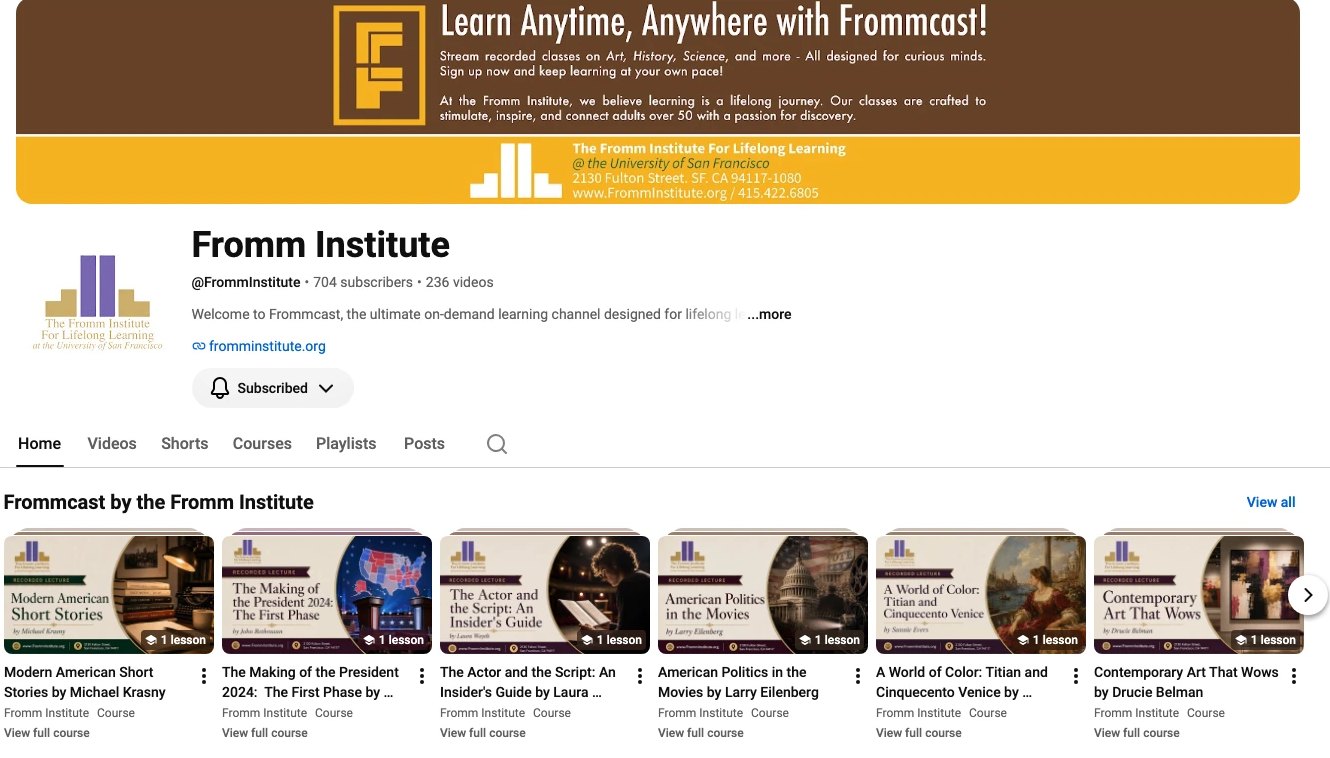 Learn Anytime, Anywhere with Frommcast!
Stream recorded classes on Art, History, Science, and more - All designed for curious minds.
Sign up now and keep learning at your own pace!
At the Fromm Institute, we believe learning is a lifelong journey. Our classes are crafted to
stimulate, inspire, and connect adults over 50 with a passion for discovery.
The Fromm Institute For Lifelong Learning
@ the University of San Francisco
2130 Fulton Street. SF. CA 94117-1080
www.FrommInstitute.org / 415.422.6805
The Fromm Institute
For Lifelong Learning
at the University of San Francisco
Fromm Institute
@FrommInstitute • 704 subscribers • 236 videos
Welcome to Frommcast, the ultimate on-demand learning channel designed for lifelong le...more
fromminstitute.org
Subscribed
Home Videos Shorts Courses Playlists Posts
Frommcast by the Fromm Institute
View all
RECORDED LECTURE
Modern American
Short Stories
by Michael Krasny
1 lesson
Modern American Short
Stories by Michael Krasny
Fromm Institute Course
View full course
RECORDED LECTURE
The Making of
the President 2024:
The First Phase
by John Rothmann
1 lesson
The Making of the President
2024: The First Phase by ...
Fromm Institute Course
View full course
RECORDED LECTURE
The Actor and
the Script: An
Insider's Guide
by Laura Wayth
1 lesson
The Actor and the Script: An
Insider's Guide by Laura ...
Fromm Institute Course
View full course
RECORDED LECTURE
American Politics
in the Movies
by Larry Eilenberg
1 lesson
American Politics in the
Movies by Larry Eilenberg
Fromm Institute Course
View full course
RECORDED LECTURE
A World of Color:
Titian and
Cinquecento Venice
by Sunnie Evers
1 lesson
A World of Color: Titian and
Cinquecento Venice by ...
Fromm Institute Course
View full course
RECORDED LECTURE
Contemporary
Art That Wows
by Drucie Belman
1 lesson
Contemporary Art That Wows
by Drucie Belman
Fromm Institute Course
View full course